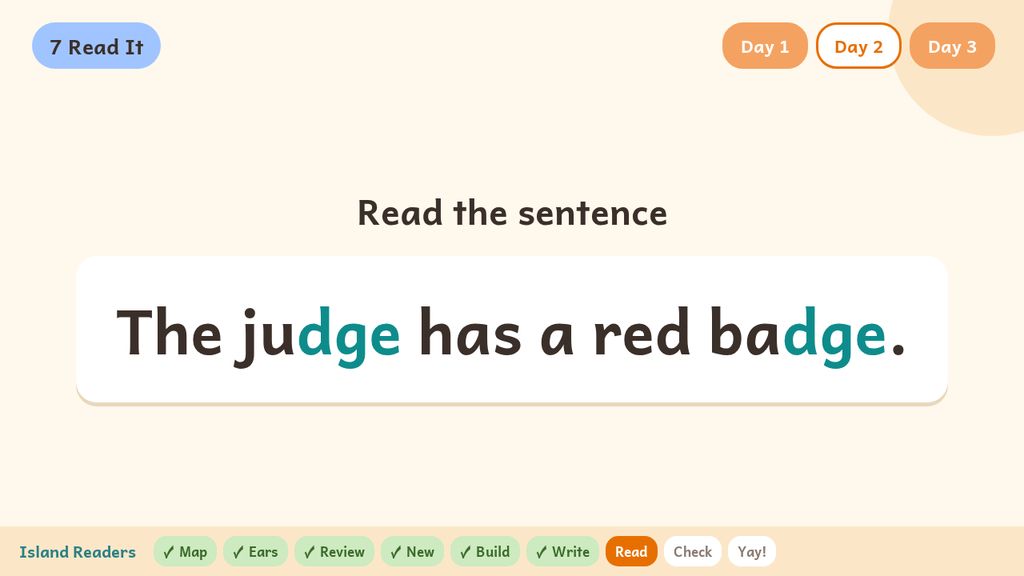 7 Read It
Day 1 Day 2 Day 3
Read the sentence
The judge has a red badge.
Island Readers ✓ Map ✓ Ears ✓ Review ✓ New ✓ Build ✓ Write Read Check Yay!